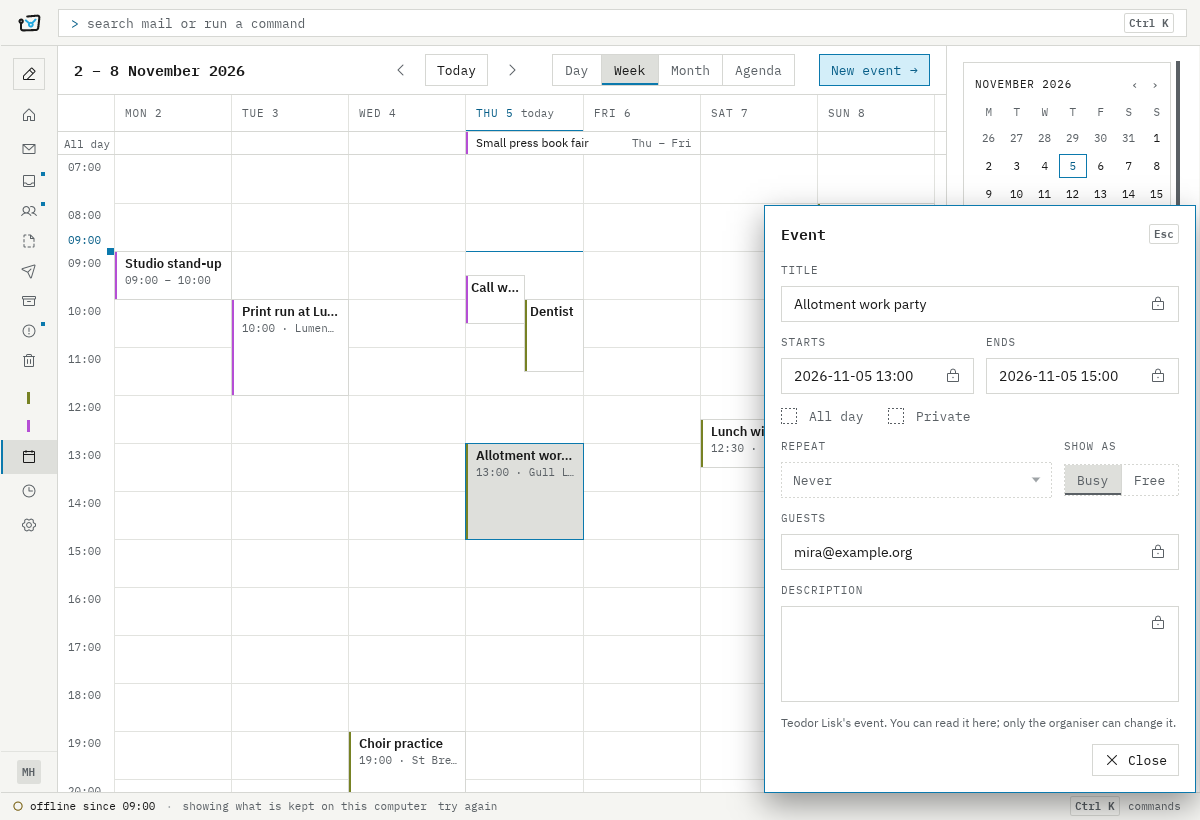 > search mail or run a command Ctrl K
2 – 8 November 2026 Today Day Week Month Agenda New event →
MON 2 TUE 3 WED 4 THU 5 today FRI 6 SAT 7 SUN 8
All day Small press book fair Thu – Fri
07:00
08:00
09:00
09:00
10:00
11:00
12:00
13:00
14:00
15:00
16:00
17:00
18:00
19:00
20:00
Studio stand-up
09:00 – 10:00
Print run at Lu…
10:00 · Lumen…
Choir practice
19:00 · St Bre…
Call w…
Dentist
Allotment wor…
13:00 · Gull L…
Lunch wi
12:30 ·
NOVEMBER 2026 ‹ ›
M T W T F S S
26 27 28 29 30 31 1
2 3 4 5 6 7 8
9 10 11 12 13 14 15
Event Esc
TITLE
Allotment work party
STARTS ENDS
2026-11-05 13:00 2026-11-05 15:00
All day Private
REPEAT SHOW AS
Never Busy Free
GUESTS
mira@example.org
DESCRIPTION
Teodor Lisk's event. You can read it here; only the organiser can change it.
Close
MH
offline since 09:00 · showing what is kept on this computer try again Ctrl K commands